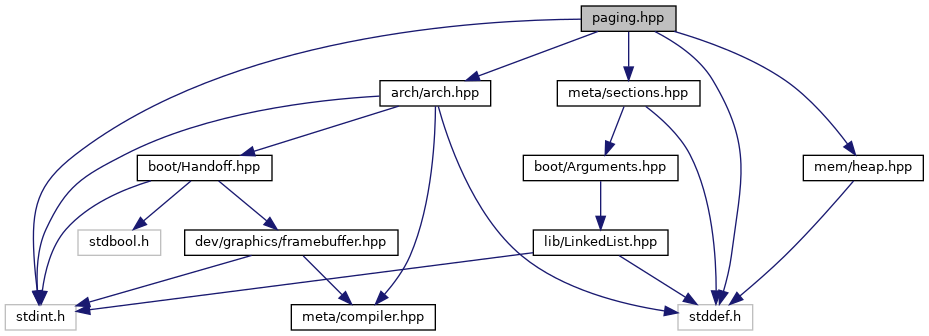 paging.hpp
arch/arch.hpp
meta/sections.hpp
boot/Handoff.hpp
boot/Arguments.hpp
mem/heap.hpp
stdbool.h
dev/graphics/framebuffer.hpp
lib/LinkedList.hpp
stdint.h
meta/compiler.hpp
stddef.h